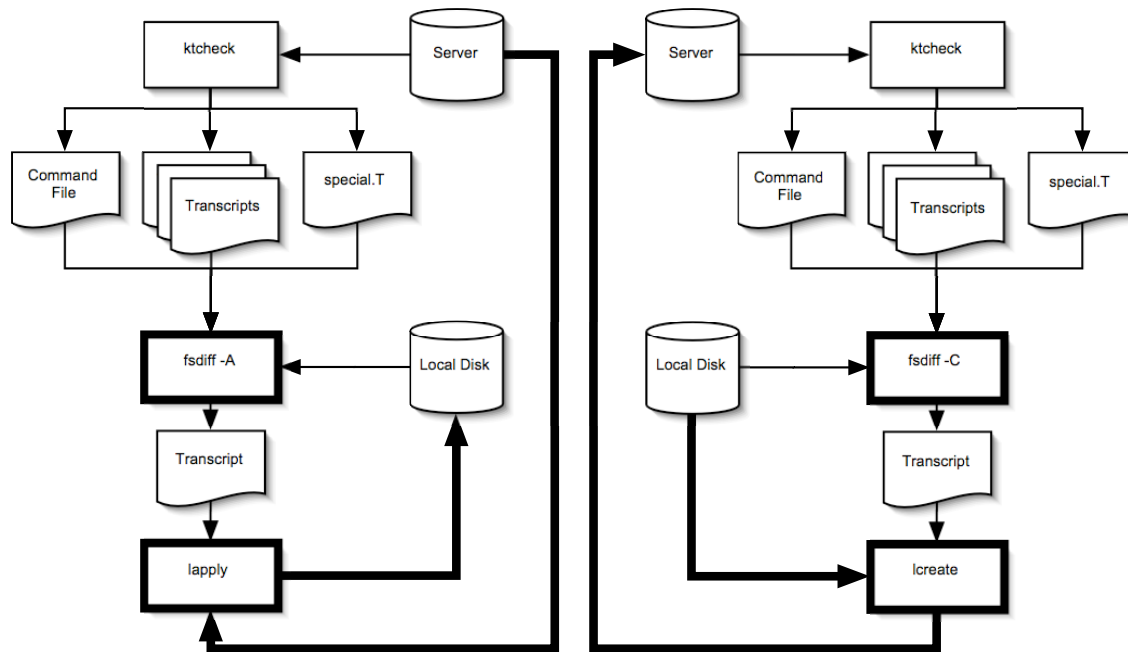 ktcheck
Server
Command
File
Transcripts
special.T
fsdiff -A
Local Disk
Transcript
lapply
Server
ktcheck
Command
File
Transcripts
special.T
Local Disk
fsdiff -C
Transcript
lcreate